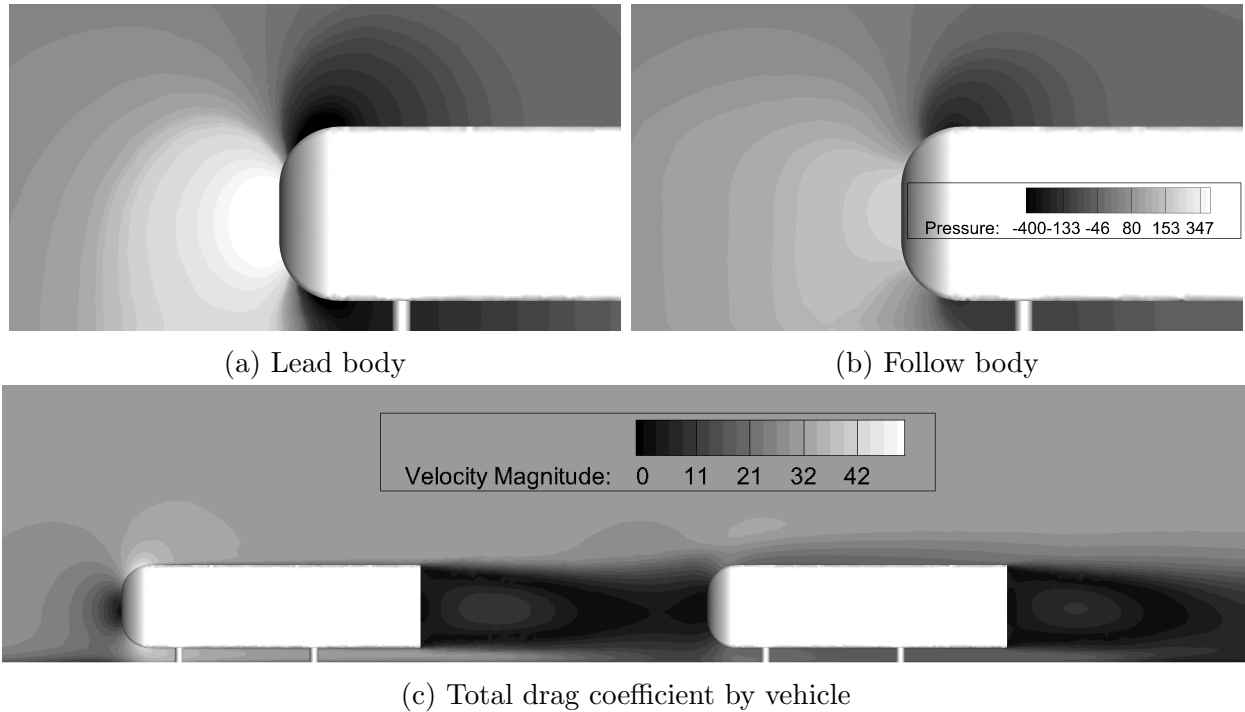 Pressure: -400-133 -46 80 153 347
(a) Lead body
(b) Follow body
Velocity Magnitude: 0 11 21 32 42
(c) Total drag coefficient by vehicle